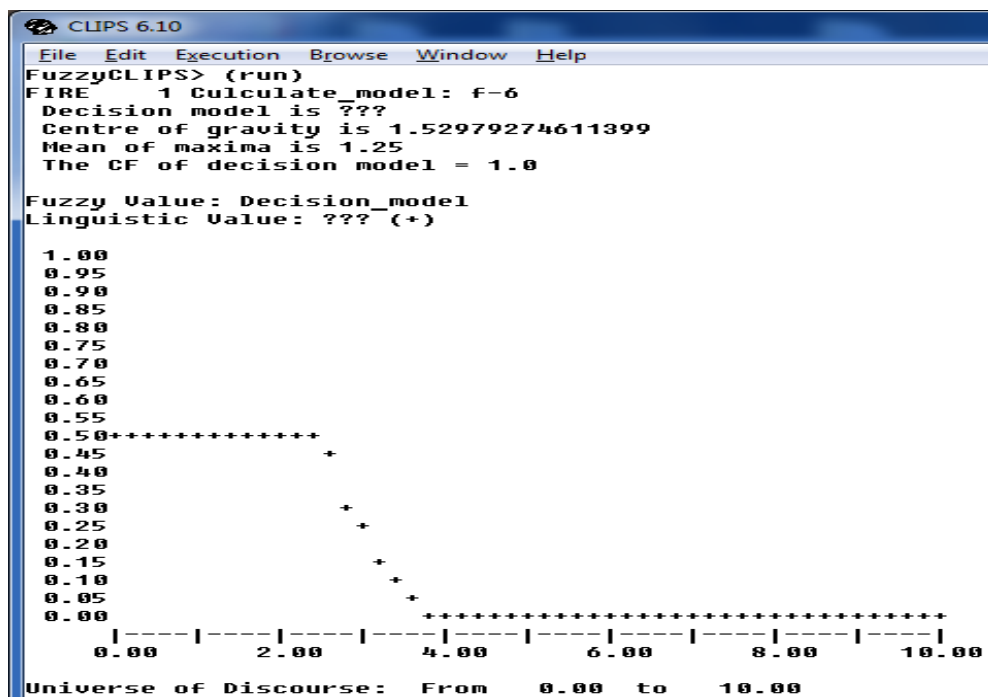 CLIPS 6.10
File Edit Execution Browse Window Help
FuzzyCLIPS> (run)
FIRE 1 Culculate_model: f-6
Decision model is ???
Centre of gravity is 1.52979274611399
Mean of maxima is 1.25
The CF of decision model = 1.0
Fuzzy Value: Decision_model
Linguistic Value: ??? (+)
1.00
0.95
0.90
0.85
0.80
0.75
0.70
0.65
0.60
0.55
0.50+++++++++++++
0.45 +
0.40
0.35
0.30 +
0.25 +
0.20
0.15 +
0.10 +
0.05 +
0.00 ++++++++++++++++++++++++++++++++
|----|----|----|----|----|----|----|----|----|----|
0.00 2.00 4.00 6.00 8.00 10.00
Universe of Discourse: From 0.00 to 10.00